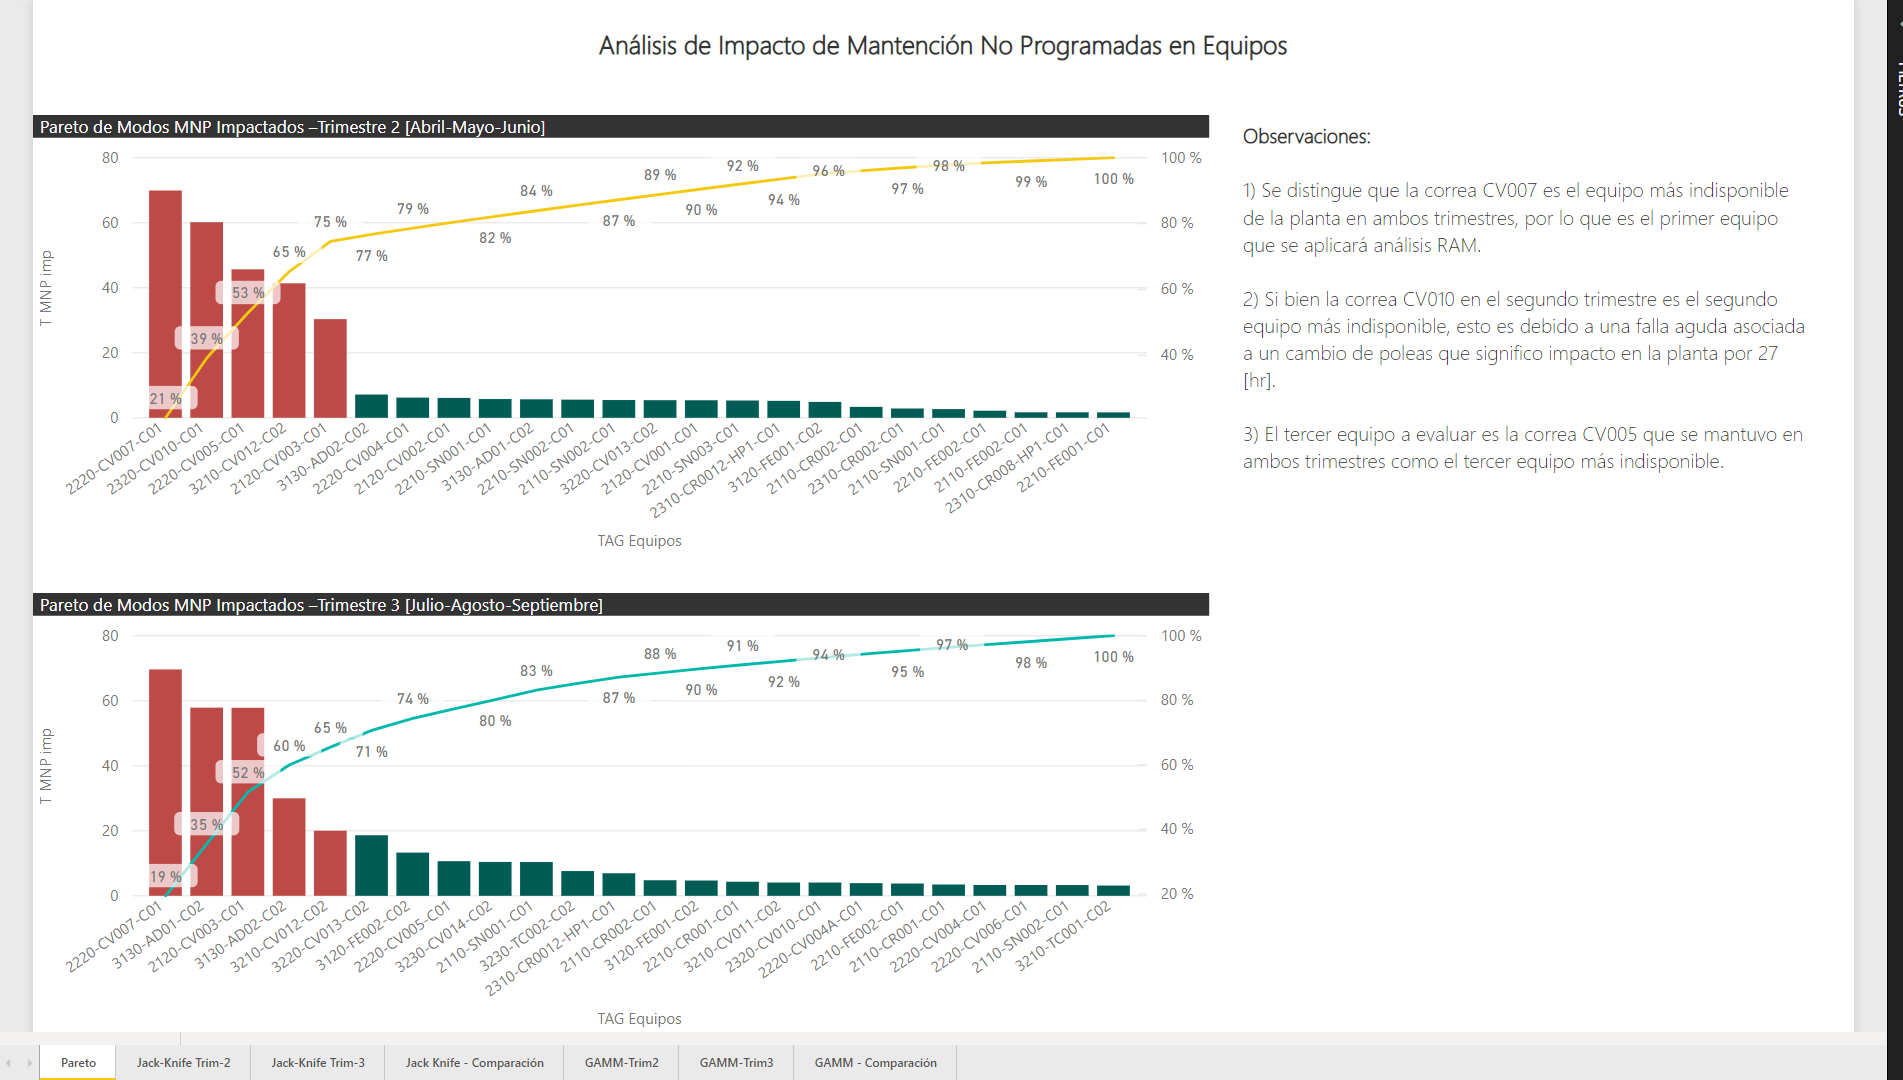 Análisis de Impacto de Mantención No Programadas en Equipos
Pareto de Modos MNP Impactados –Trimestre 2 [Abril-Mayo-Junio]
80
60
40
20
0
T MNP imp
100 %
80 %
60 %
40 %
21 %
39 %
53 %
65 %
75 %
77 %
79 %
82 %
84 %
87 %
89 %
90 %
92 %
94 %
96 %
97 %
98 %
99 %
100 %
2220-CV007-C01
2320-CV010-C01
2220-CV005-C01
3210-CV012-C02
2120-CV003-C01
3130-AD02-C02
2220-CV004-C01
2120-CV002-C01
2210-SN001-C01
3130-AD01-C02
2210-SN002-C01
2110-SN002-C01
3220-CV013-C02
2120-CV001-C01
2210-SN003-C01
2310-CR0012-HP1-C01
3120-FE001-C02
2110-CR002-C01
2310-CR002-C01
2110-SN001-C01
2210-FE002-C01
2110-FE002-C01
2310-CR008-HP1-C01
2210-FE001-C01
TAG Equipos
Observaciones:
1) Se distingue que la correa CV007 es el equipo más indisponible
de la planta en ambos trimestres, por lo que es el primer equipo
que se aplicará análisis RAM.
2) Si bien la correa CV010 en el segundo trimestre es el segundo
equipo más indisponible, esto es debido a una falla aguda asociada
a un cambio de poleas que significo impacto en la planta por 27
[hr].
3) El tercer equipo a evaluar es la correa CV005 que se mantuvo en
ambos trimestres como el tercer equipo más indisponible.
Pareto de Modos MNP Impactados –Trimestre 3 [Julio-Agosto-Septiembre]
80
60
40
20
0
T MNP imp
100 %
80 %
60 %
40 %
20 %
19 %
35 %
52 %
60 %
65 %
71 %
74 %
80 %
83 %
87 %
88 %
90 %
91 %
92 %
94 %
95 %
97 %
98 %
100 %
2220-CV007-C01
3130-AD01-C02
2120-CV003-C01
3130-AD02-C02
3210-CV012-C02
3220-CV013-C02
3120-FE002-C02
2220-CV005-C01
3230-CV014-C02
2110-SN001-C01
3230-TC002-C02
2310-CR0012-HP1-C01
2110-CR002-C01
3120-FE001-C02
2210-CR001-C01
3210-CV011-C02
2320-CV010-C01
2220-CV004A-C01
2210-FE002-C01
2110-CR001-C01
2220-CV004-C01
2220-CV006-C01
2110-SN002-C01
3210-TC001-C02
TAG Equipos
Pareto
Jack-Knife Trim-2
Jack-Knife Trim-3
Jack Knife - Comparación
GAMM-Trim2
GAMM-Trim3
GAMM - Comparación